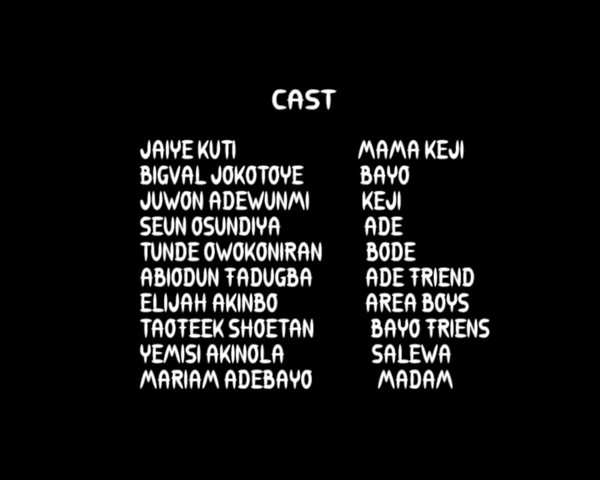 CAST
JAIYE KUTI MAMA KEJI
BIGVAL JOKOTOYE BAYO
JUWON ADEWUNMI KEJI
SEUN OSUNDIYA ADE
TUNDE OWOKONIRAN BODE
ABIODUN FADUGBA ADE FRIEND
ELIJAH AKINBO AREA BOYS
TAOFEEK SHOETAN BAYO FRIENS
YEMISI AKINOLA SALEWA
MARIAM ADEBAYO MADAM